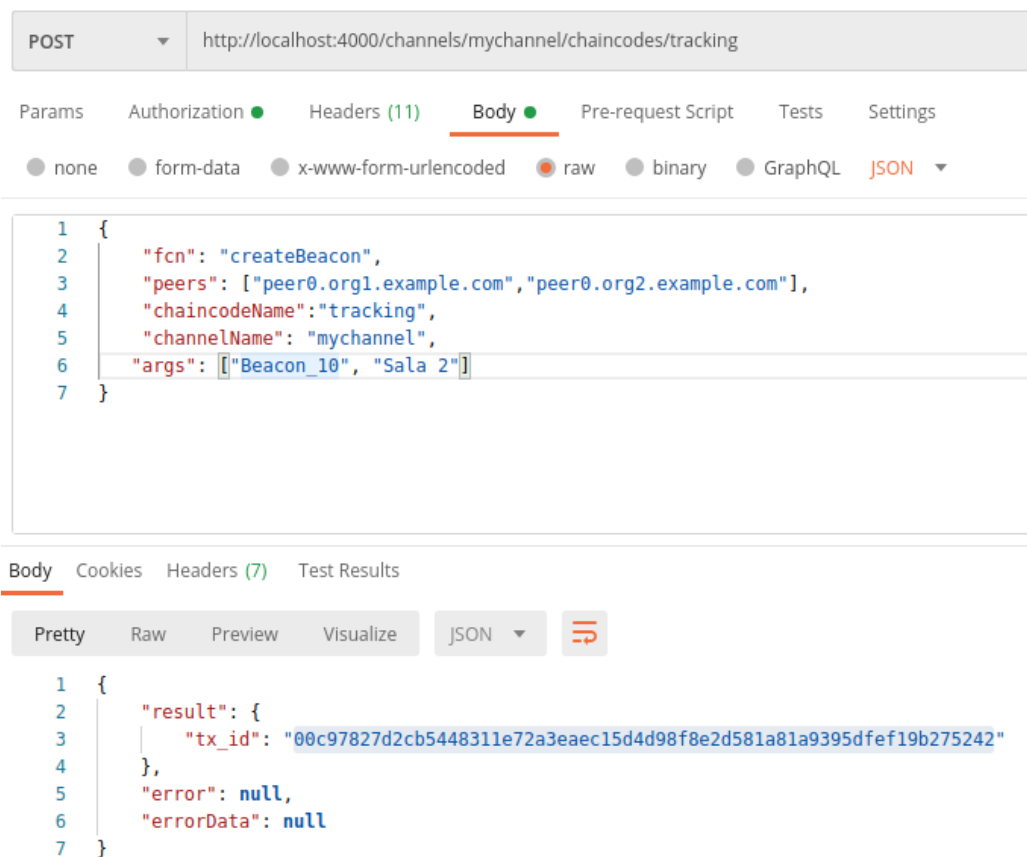 POST http://localhost:4000/channels/mychannel/chaincodes/tracking
Params Authorization Headers (11) Body Pre-request Script Tests Settings
none form-data x-www-form-urlencoded raw binary GraphQL JSON
1 {
2 "fcn": "createBeacon",
3 "peers": ["peer0.org1.example.com","peer0.org2.example.com"],
4 "chaincodeName":"tracking",
5 "channelName": "mychannel",
6 "args": ["Beacon_10", "Sala 2"]
7 }
Body Cookies Headers (7) Test Results
Pretty Raw Preview Visualize JSON
1 {
2 "result": {
3 "tx_id": "00c97827d2cb5448311e72a3eaec15d4d98f8e2d581a81a9395dfef19b275242"
4 },
5 "error": null,
6 "errorData": null
7 }